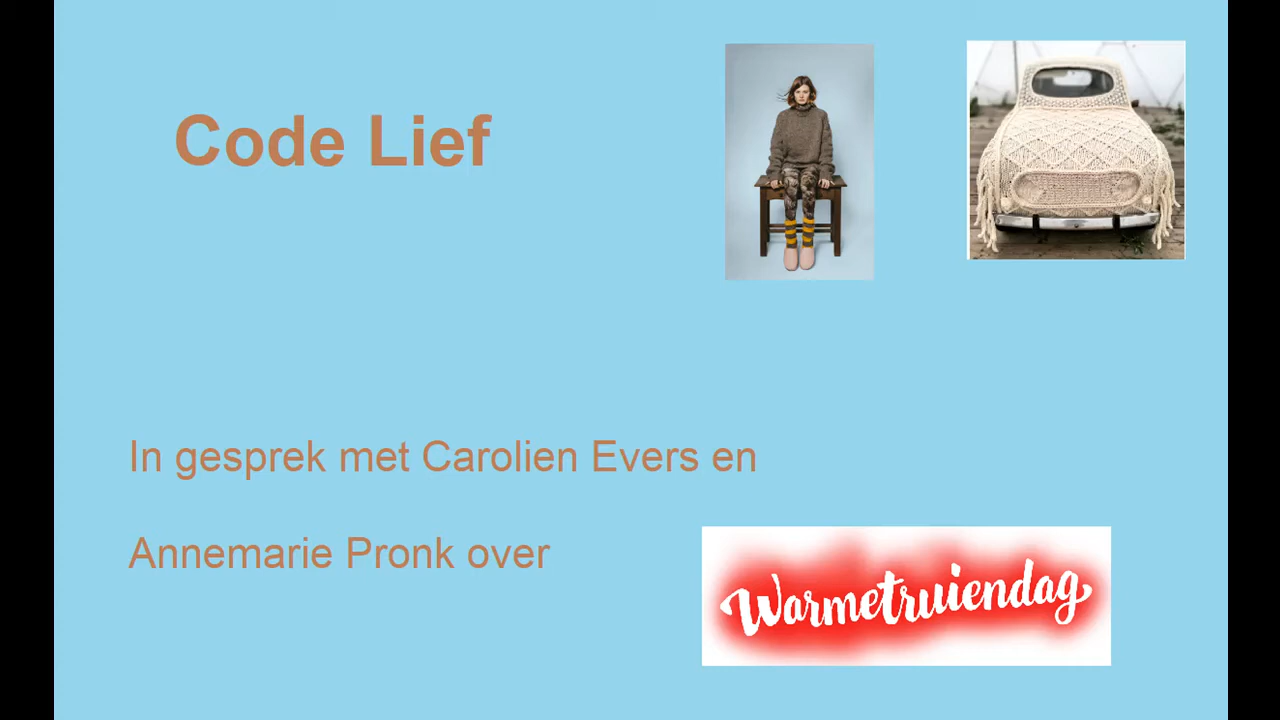 Code Lief
In gesprek met Carolien Evers en
Annemarie Pronk over
Warmetruiendag